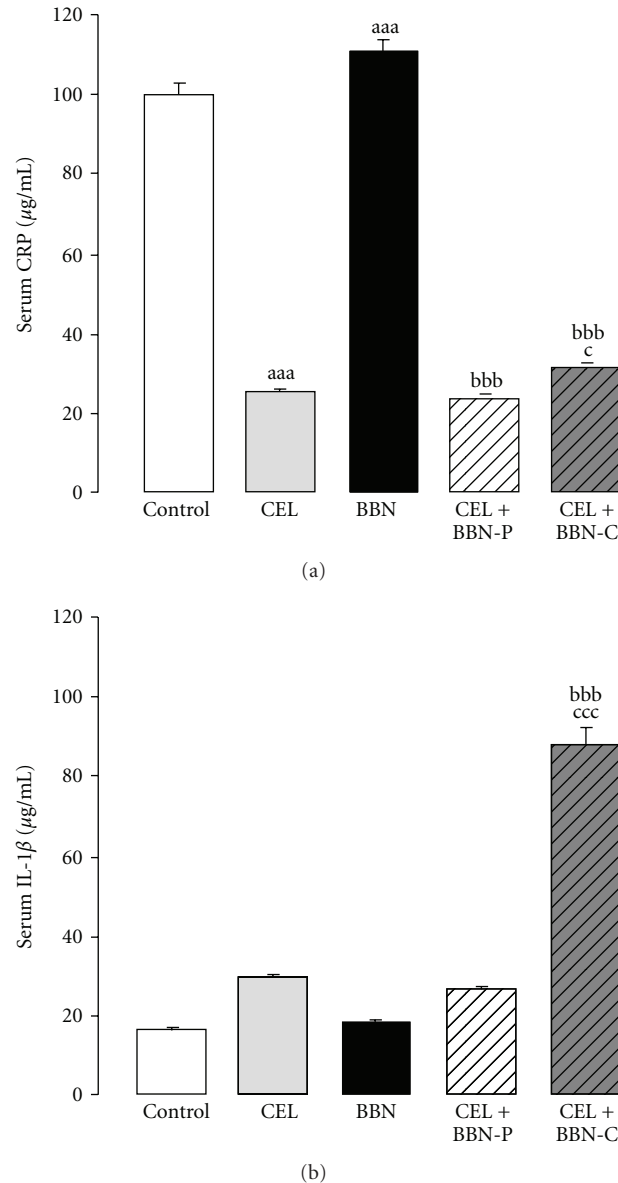 120
100
80
60
40
20
0
Serum CRP (μg/mL)
aaa
aaa
bbb
bbb
c
Control
CEL
BBN
CEL +
BBN-P
CEL +
BBN-C
(a)
120
100
80
60
40
20
0
Serum IL-1β (μg/mL)
bbb
ccc
Control
CEL
BBN
CEL +
BBN-P
CEL +
BBN-C
(b)